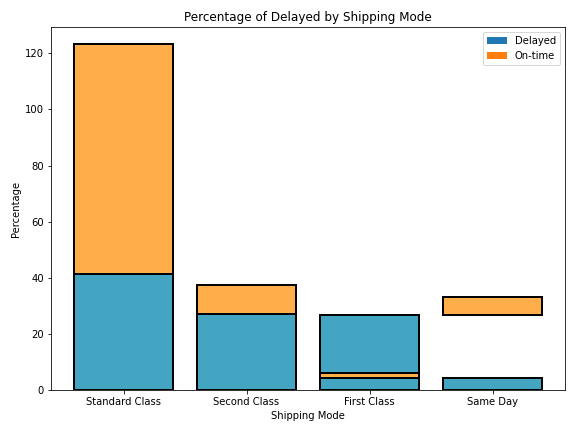 Percentage of Delayed by Shipping Mode
Delayed
On-time
120
100
80
60
40
20
0
Percentage
Standard Class
Second Class
First Class
Same Day
Shipping Mode